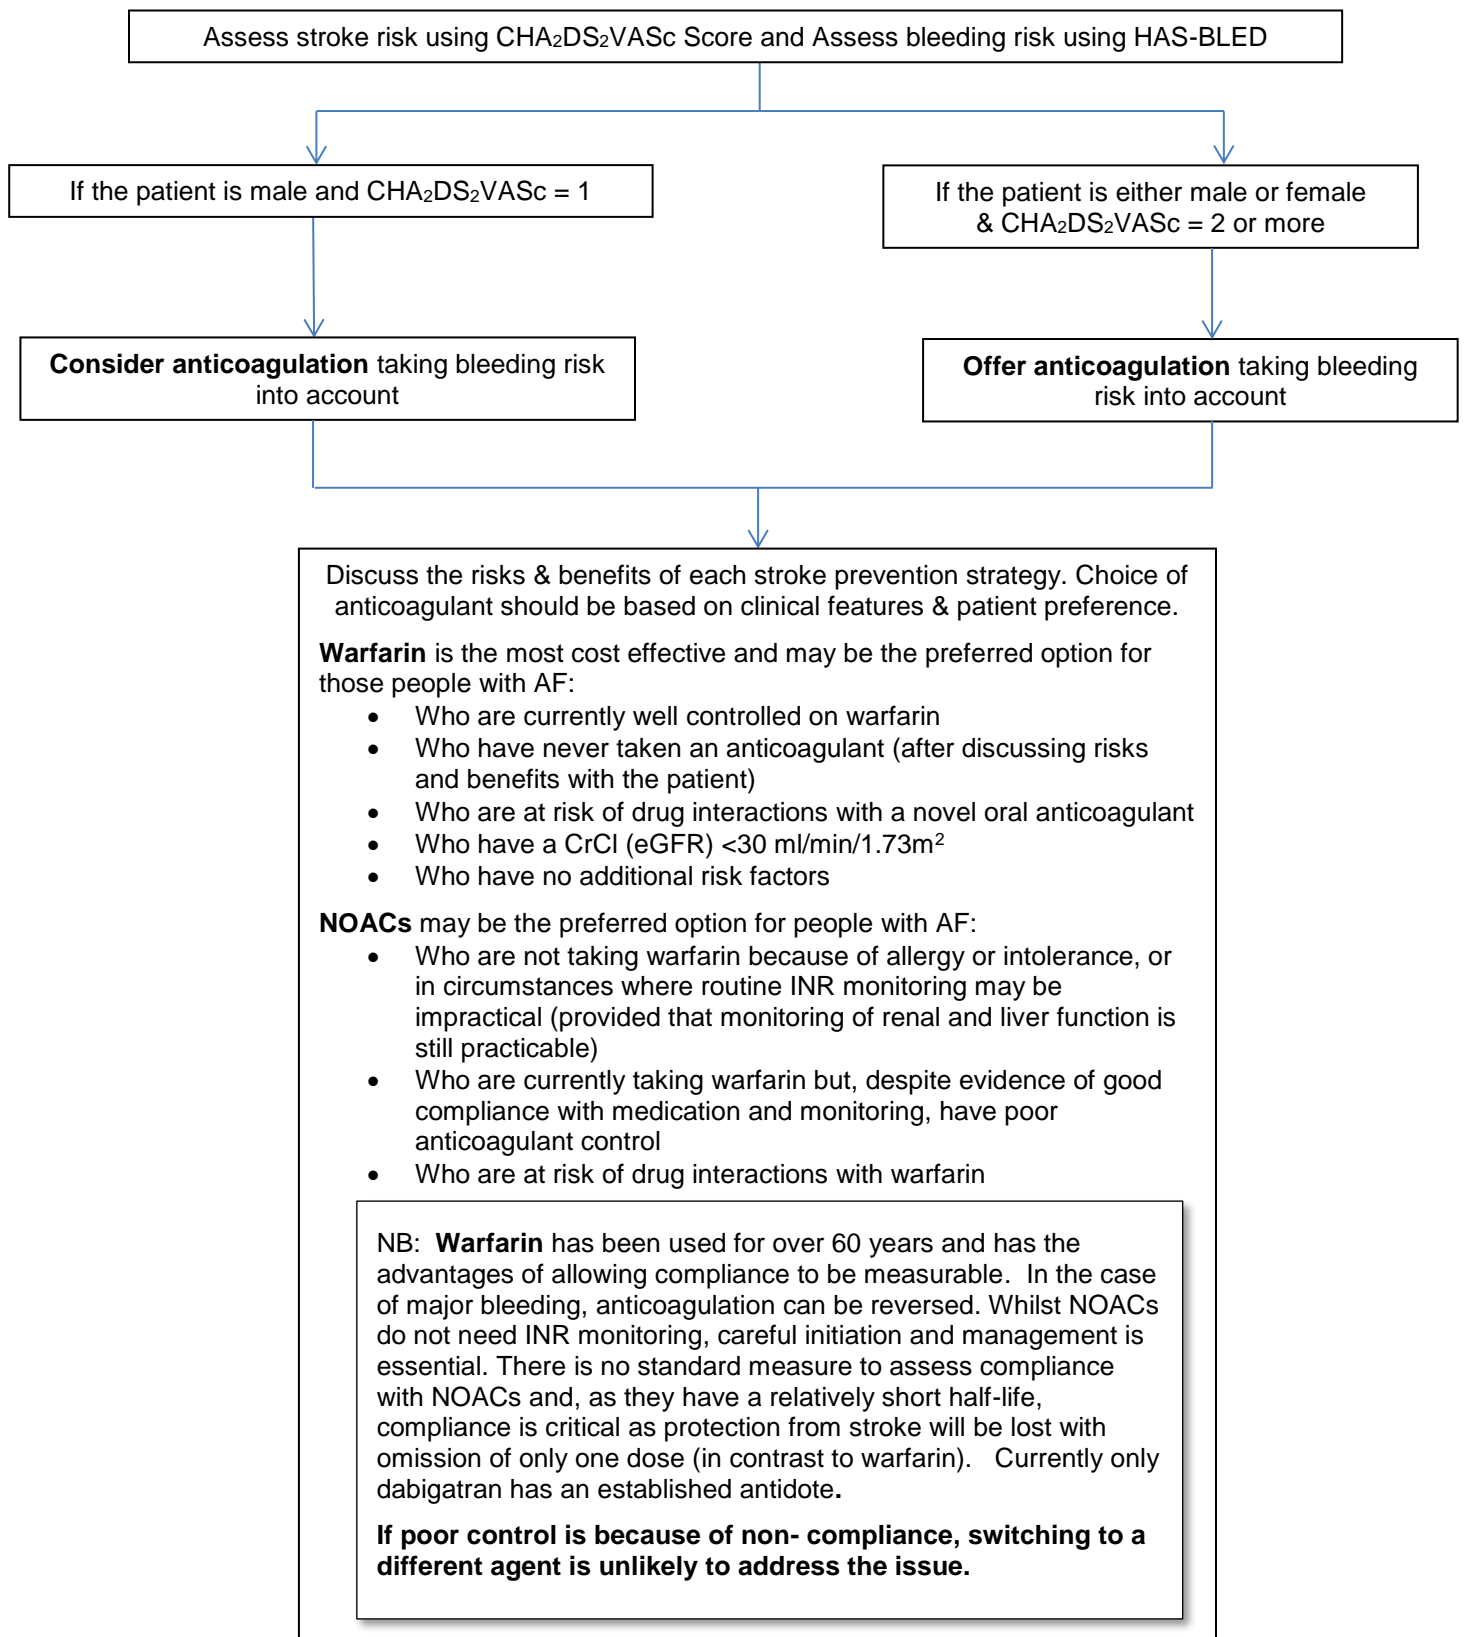 Assess stroke risk using CHA₂DS₂VASc Score and Assess bleeding risk using HAS-BLED
If the patient is male and CHA₂DS₂VASc = 1
If the patient is either male or female
& CHA₂DS₂VASc = 2 or more
Consider anticoagulation taking bleeding risk
into account
Offer anticoagulation taking bleeding
risk into account
Discuss the risks & benefits of each stroke prevention strategy. Choice of
anticoagulant should be based on clinical features & patient preference.
Warfarin is the most cost effective and may be the preferred option for
those people with AF:
• Who are currently well controlled on warfarin
• Who have never taken an anticoagulant (after discussing risks
and benefits with the patient)
• Who are at risk of drug interactions with a novel oral anticoagulant
• Who have a CrCl (eGFR) <30 ml/min/1.73m²
• Who have no additional risk factors
NOACs may be the preferred option for people with AF:
• Who are not taking warfarin because of allergy or intolerance, or
in circumstances where routine INR monitoring may be
impractical (provided that monitoring of renal and liver function is
still practicable)
• Who are currently taking warfarin but, despite evidence of good
compliance with medication and monitoring, have poor
anticoagulant control
• Who are at risk of drug interactions with warfarin
NB: Warfarin has been used for over 60 years and has the
advantages of allowing compliance to be measurable. In the case
of major bleeding, anticoagulation can be reversed. Whilst NOACs
do not need INR monitoring, careful initiation and management is
essential. There is no standard measure to assess compliance
with NOACs and, as they have a relatively short half-life,
compliance is critical as protection from stroke will be lost with
omission of only one dose (in contrast to warfarin). Currently only
dabigatran has an established antidote.
If poor control is because of non- compliance, switching to a
different agent is unlikely to address the issue.